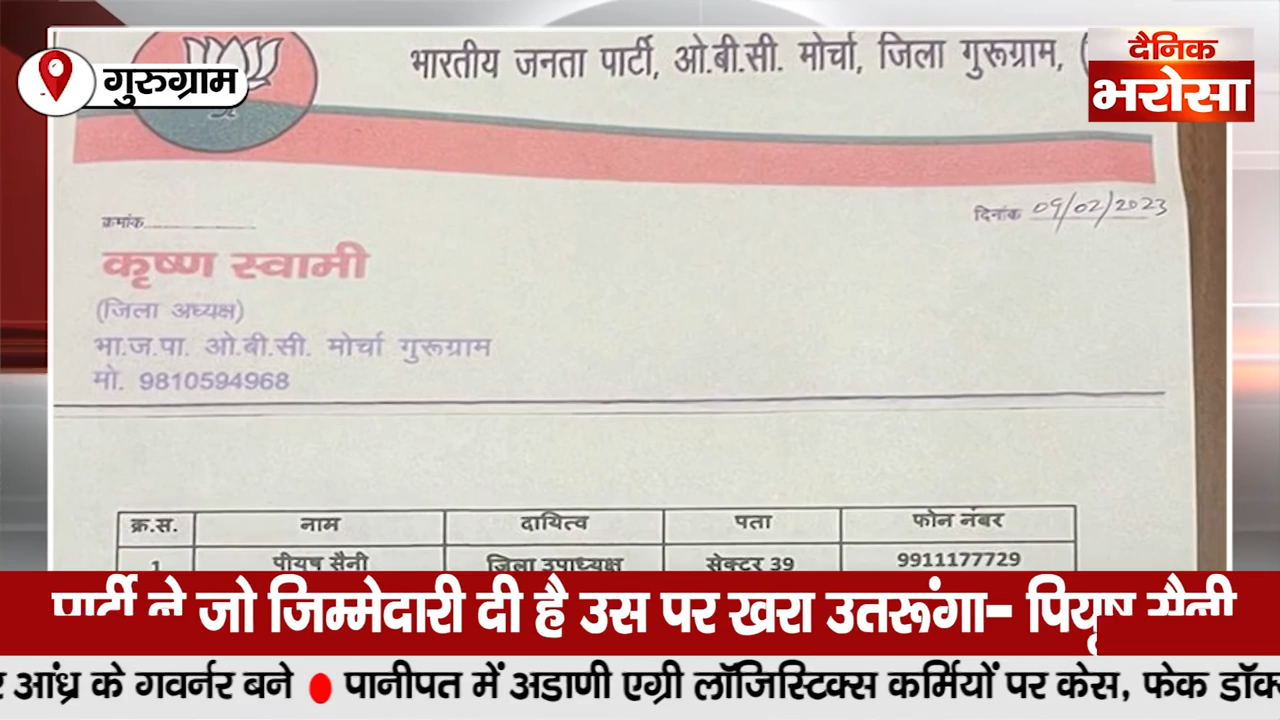 गुरुग्राम
भारतीय जनता पार्टी, ओ.बी.सी. मोर्चा, जिला गुरूग्राम,
दैनिक
भरोसा
क्रमांक
दिनांक 09/02/2023
कृष्ण स्वामी
(जिला अध्यक्ष)
भा.ज.पा. ओ.बी.सी. मोर्चा गुरूग्राम
मो. 9810594968
क्र.स. नाम दायित्व पता फोन नंबर
1 पीयूष सैनी जिला उपाध्यक्ष सेक्टर 39 9911177729
पार्टी ने जो जिम्मेदारी दी है उस पर खरा उतरूंगा- पियूष सैनी
आंध्र के गवर्नर बने ● पानीपत में अडाणी एग्री लॉजिस्टिक्स कर्मियों पर केस, फेक